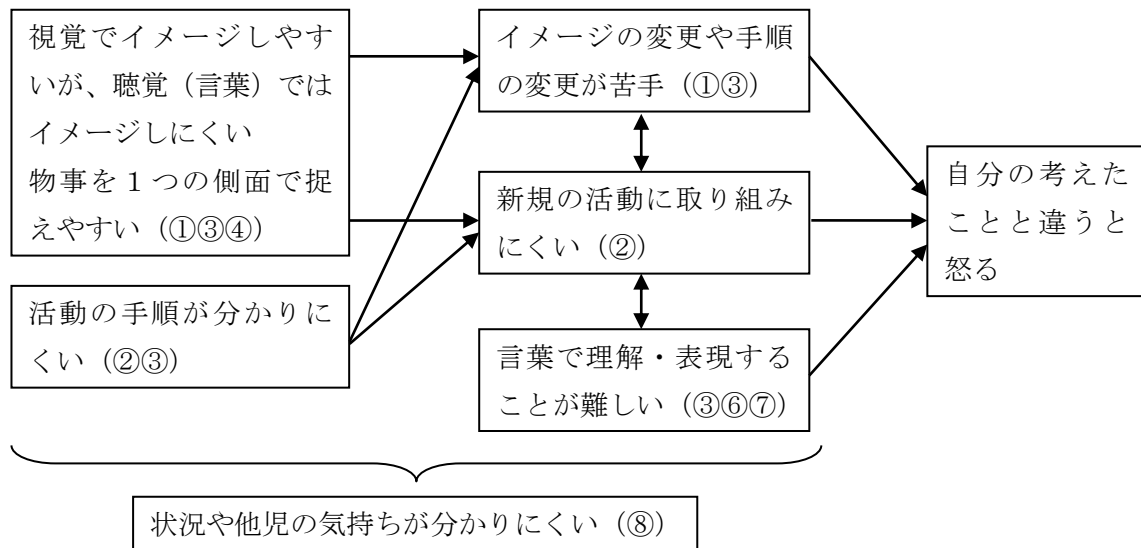 視覚でイメージしやす
いが、聴覚（言葉）では
イメージしにくい
物事を１つの側面で捉
えやすい（①③④）
活動の手順が分かりに
くい（②③）
イメージの変更や手順
の変更が苦手（①③）
新規の活動に取り組み
にくい（②）
言葉で理解・表現する
ことが難しい（③⑥⑦）
自分の考えた
ことと違うと
怒る
状況や他児の気持ちが分かりにくい（⑧）